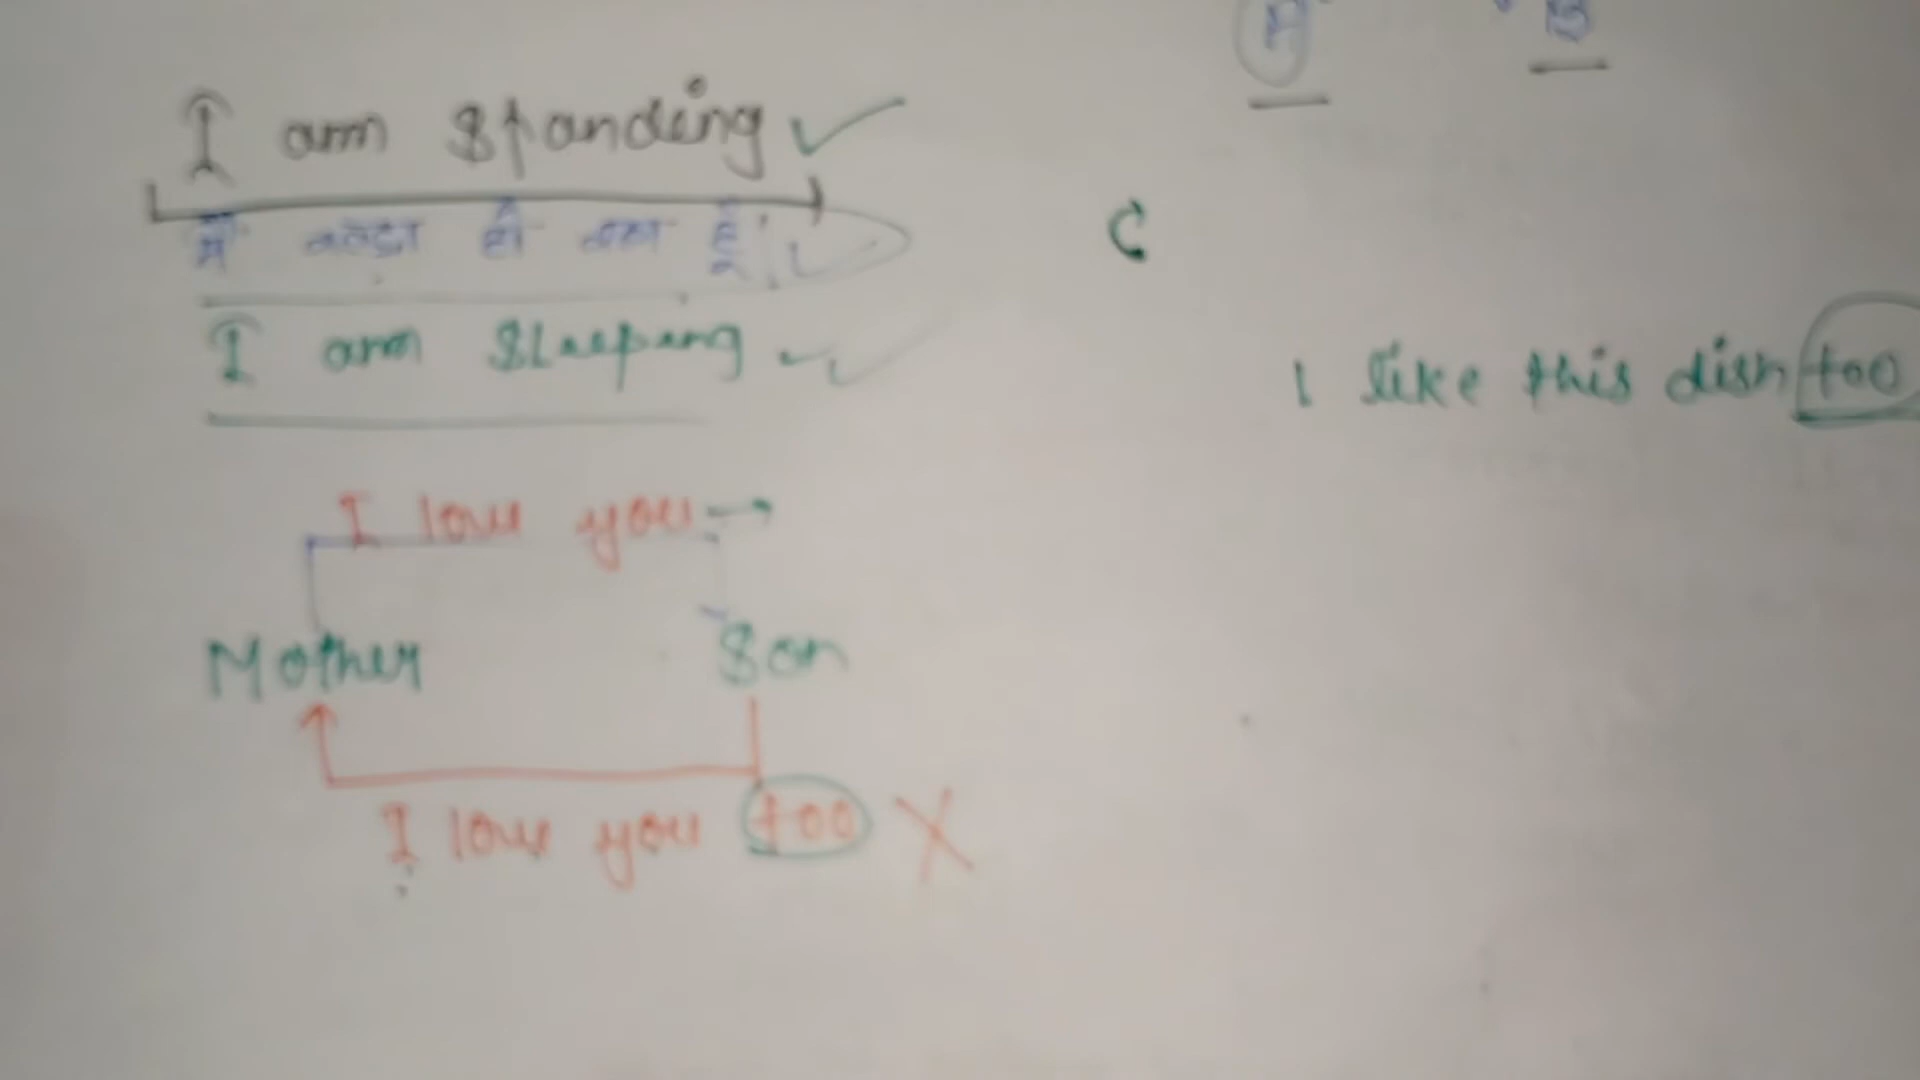 I am Standing
मैं खड़ा हो रहा हूँ।
I am Sleeping
I like this dish too
I love you
Mother Son
I love you too X